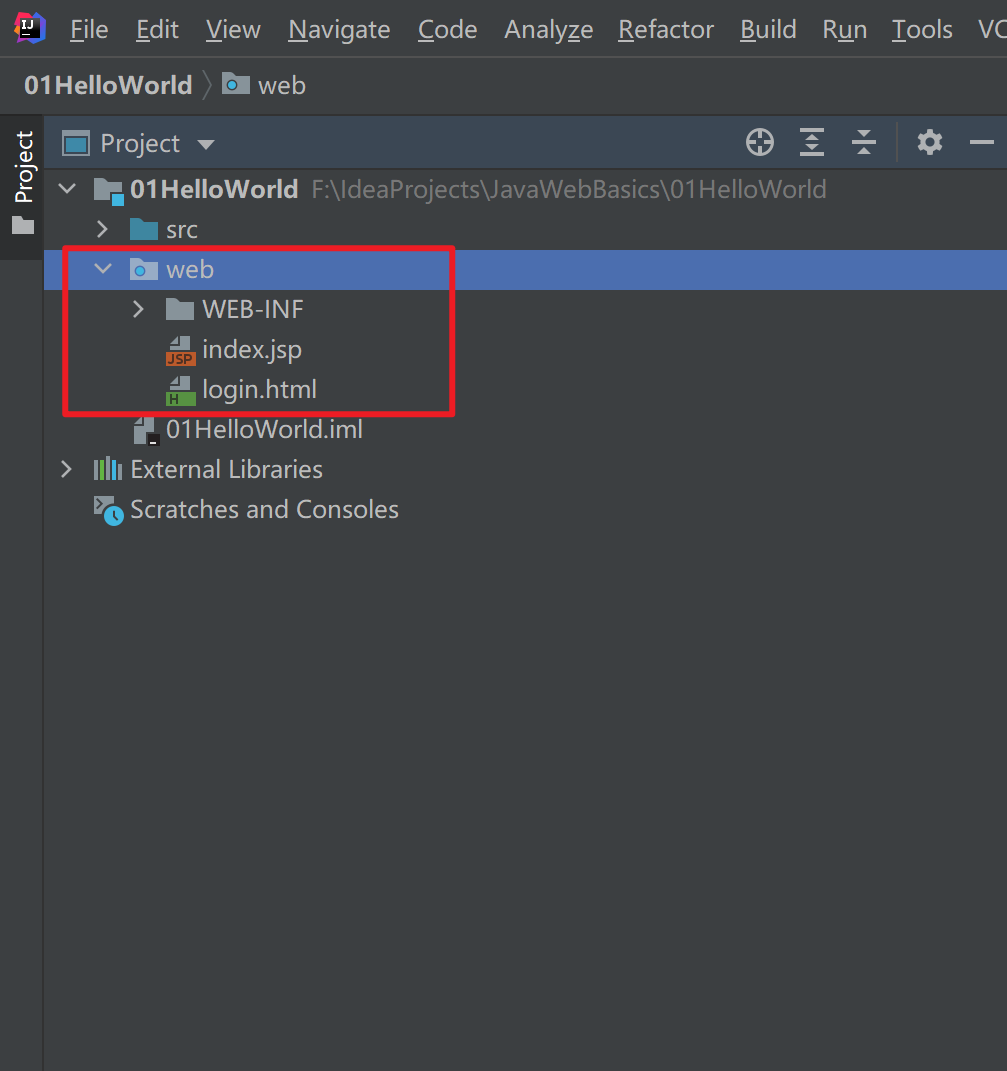 IJ File Edit View Navigate Code Analyze Refactor Build Run Tools VC
01HelloWorld web
Project
Project
01HelloWorld F:\IdeaProjects\JavaWebBasics\01HelloWorld
src
web
WEB-INF
JSP index.jsp
H login.html
01HelloWorld.iml
External Libraries
Scratches and Consoles